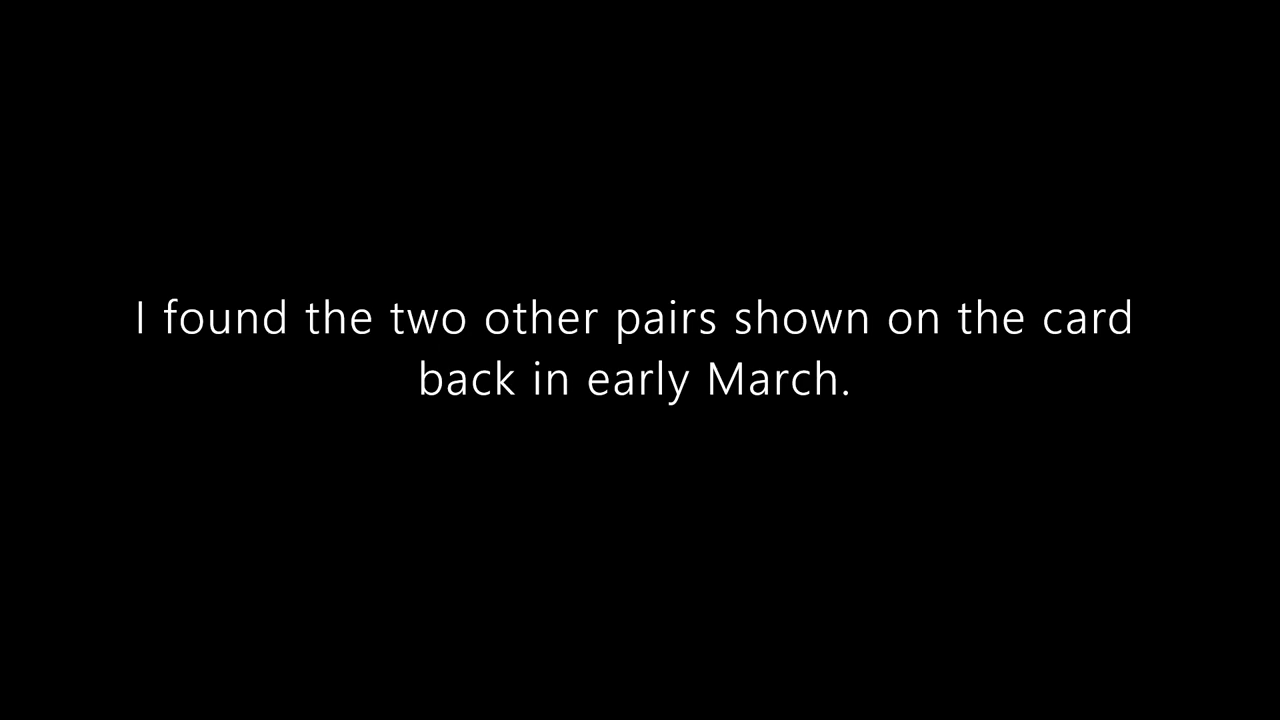 I found the two other pairs shown on the card
back in early March.